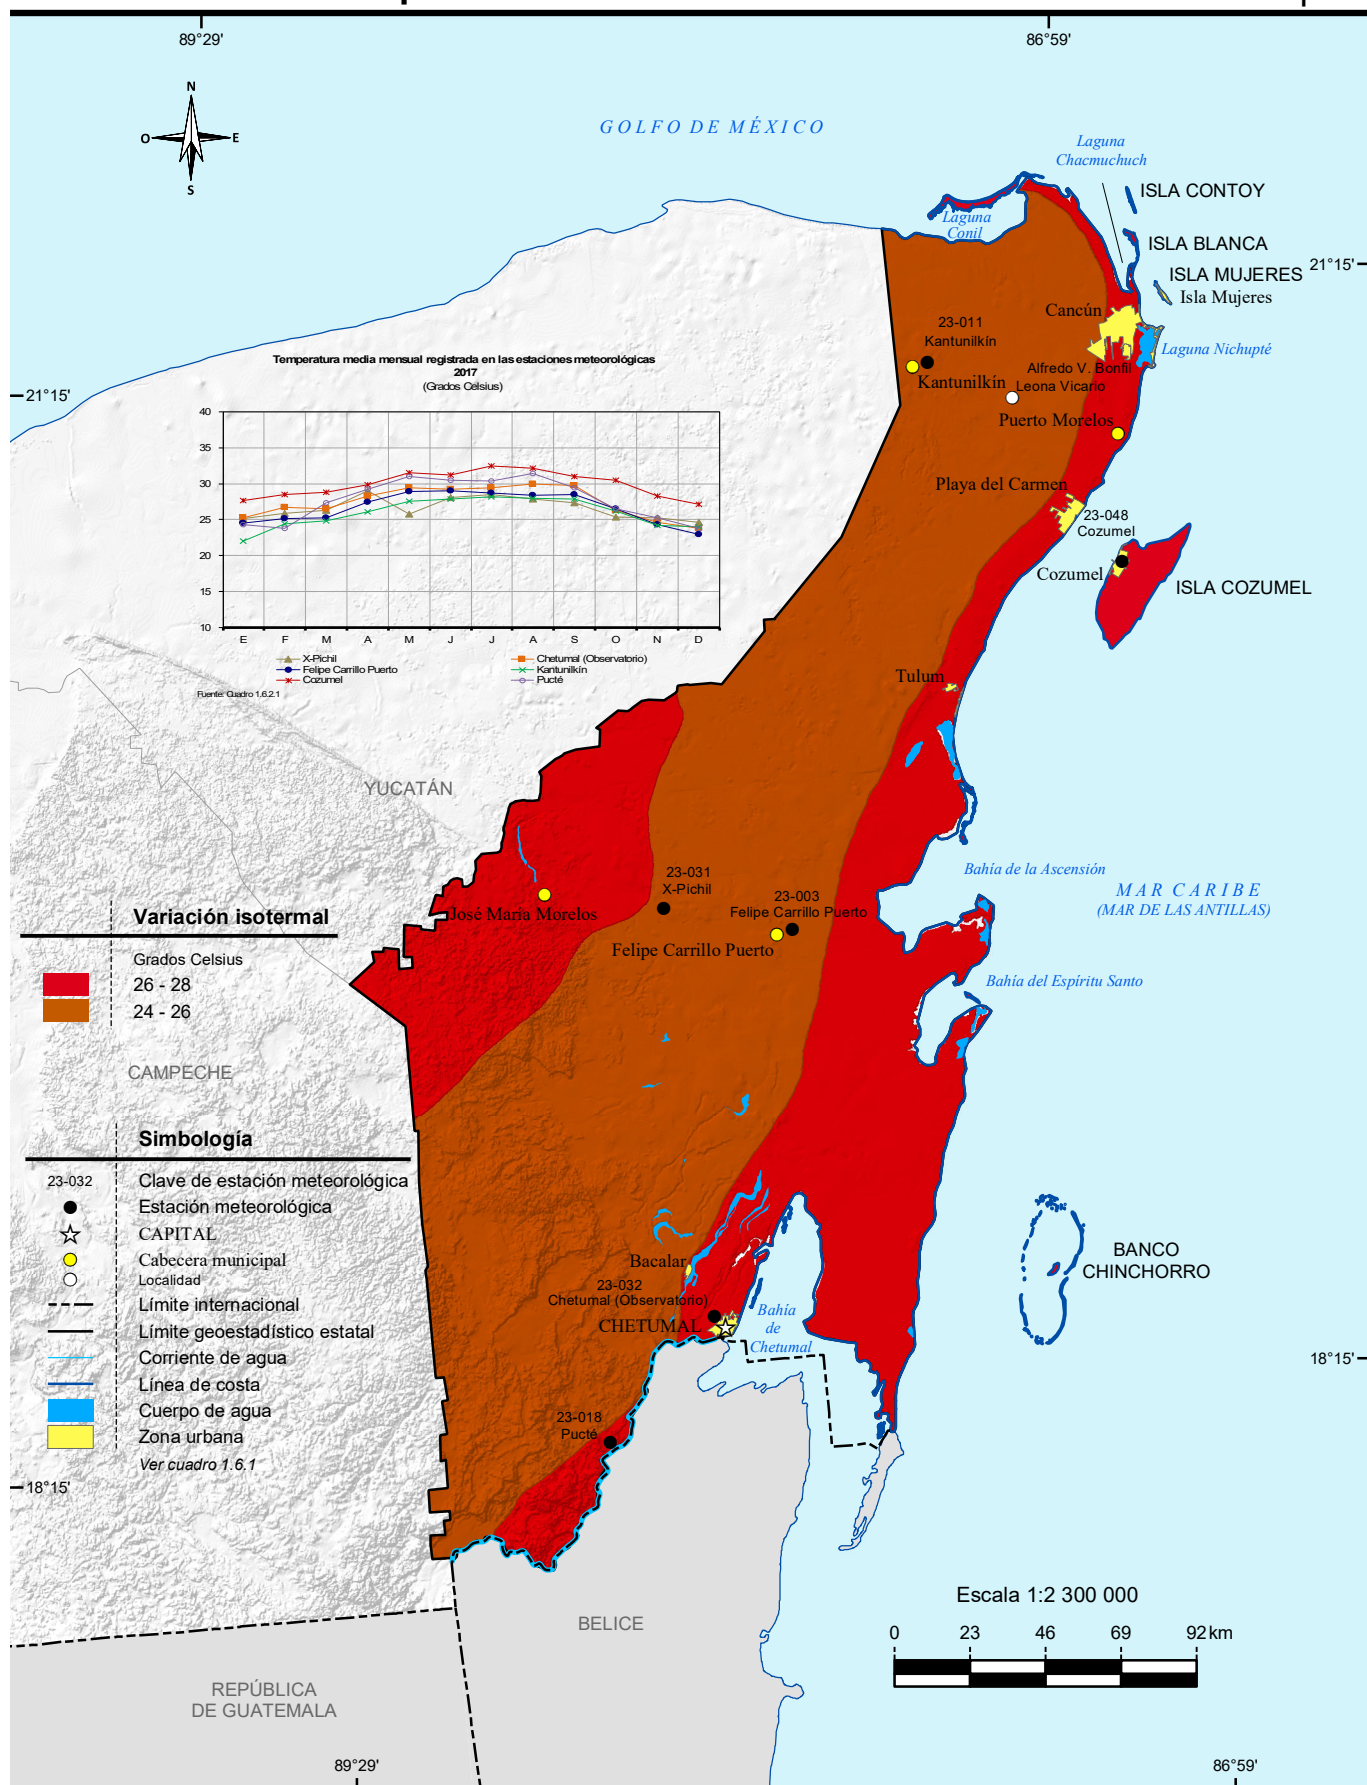 89°29'
86°59'
N
O
E
S
GOLFO DE MÉXICO
Laguna
Chacmuchuch
ISLA CONTOY
Laguna
Conil
ISLA BLANCA
21°15'
ISLA MUJERES
Isla Mujeres
Cancún
23-011
Kantunilkín
Laguna Nichupté
Alfredo V. Bonfil
Kantunilkín
Leona Vicario
Puerto Morelos
Temperatura media mensual registrada en las estaciones meteorológicas
2017
(Grados Celsius)
21°15'
40
35
30
25
20
15
10
E F M A M J J A S O N D
X-Pichil
Chetumal (Observatorio)
Felipe Carrillo Puerto
Kantunilkín
Cozumel
Pucté
Fuente: Cuadro 1.6.2.1
Playa del Carmen
23-048
Cozumel
Cozumel
ISLA COZUMEL
Tulum
YUCATÁN
Bahía de la Ascensión
MAR CARIBE
(MAR DE LAS ANTILLAS)
23-031
X-Pichil
23-003
Felipe Carrillo Puerto
José María Morelos
Felipe Carrillo Puerto
Bahía del Espíritu Santo
Variación isotermal
Grados Celsius
26 - 28
24 - 26
CAMPECHE
Simbología
23-032 Clave de estación meteorológica
Estación meteorológica
CAPITAL
Cabecera municipal
Localidad
Límite internacional
Límite geoestadístico estatal
Corriente de agua
Línea de costa
Cuerpo de agua
Zona urbana
Ver cuadro 1.6.1
Bacalar
23-032
Chetumal (Observatorio)
CHETUMAL
Bahía
de
Chetumal
BANCO
CHINCHORRO
18°15'
23-018
Pucté
18°15'
BELICE
REPÚBLICA
DE GUATEMALA
Escala 1:2 300 000
0 23 46 69 92 km
89°29'
86°59'